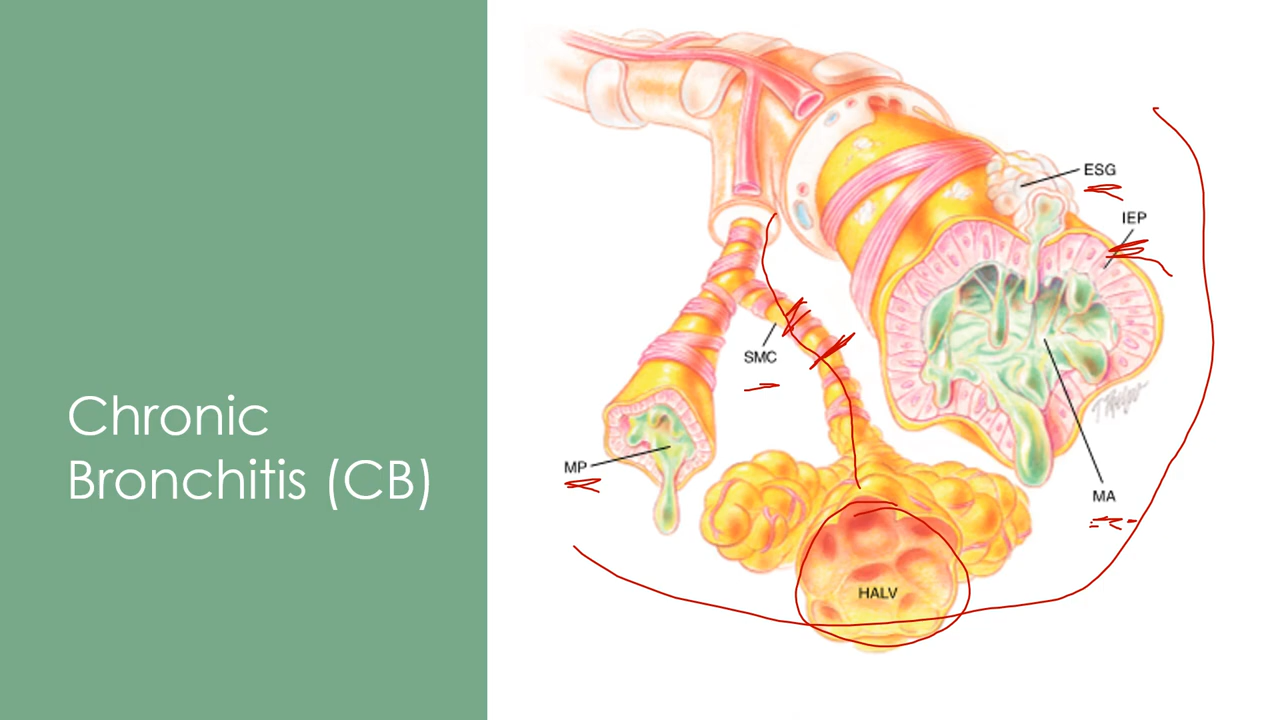 Chronic
Bronchitis (CB)
ESG
IEP
SMC
MP
MA
HALV